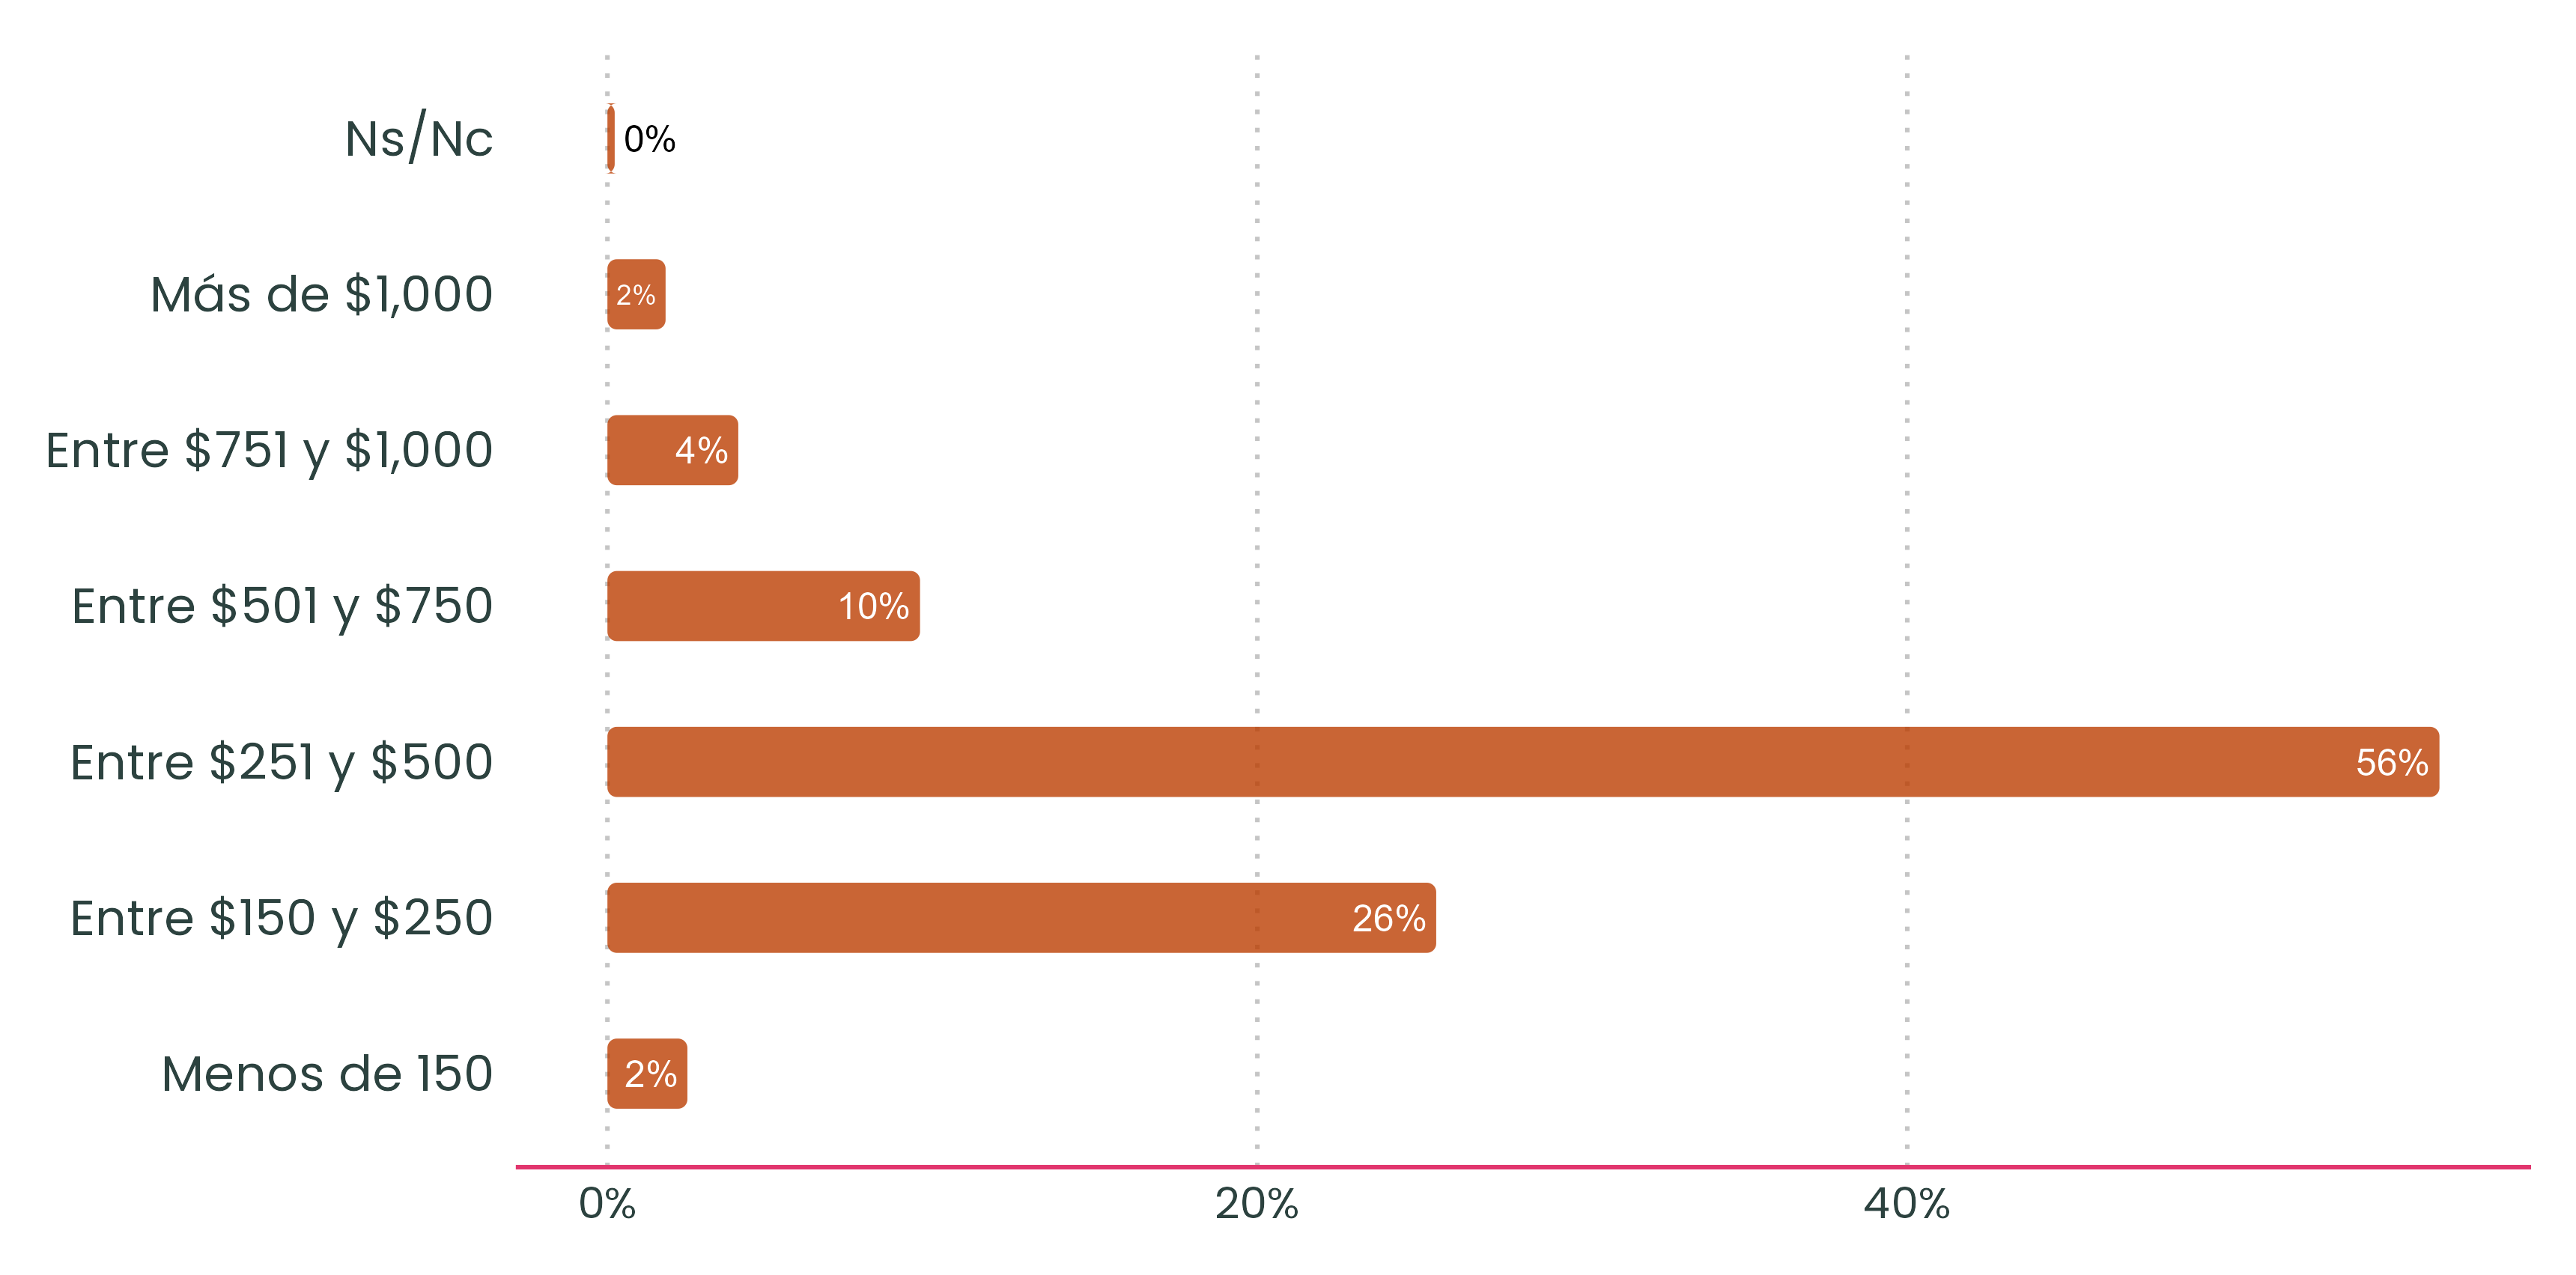 Ns/Nc 0%
Más de $1,000 2%
Entre $751 y $1,000 4%
Entre $501 y $750 10%
Entre $251 y $500 56%
Entre $150 y $250 26%
Menos de 150 2%
0% 20% 40%